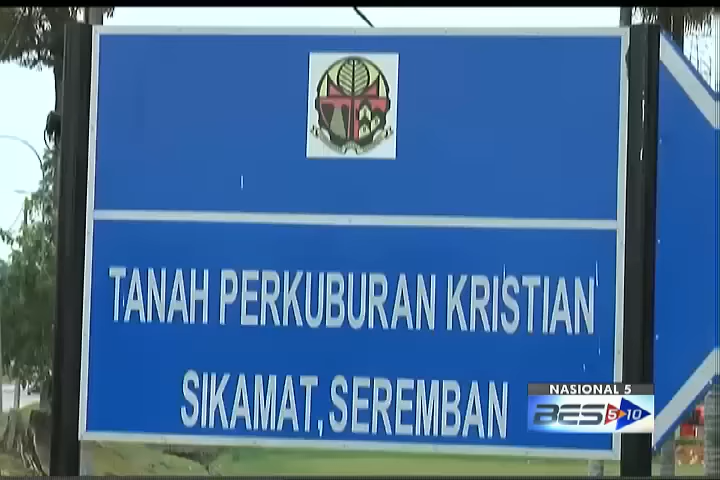 TANAH PERKUBURAN KRISTIAN
SIKAMAT, SEREMBAN
NASIONAL 5
BES 5 10